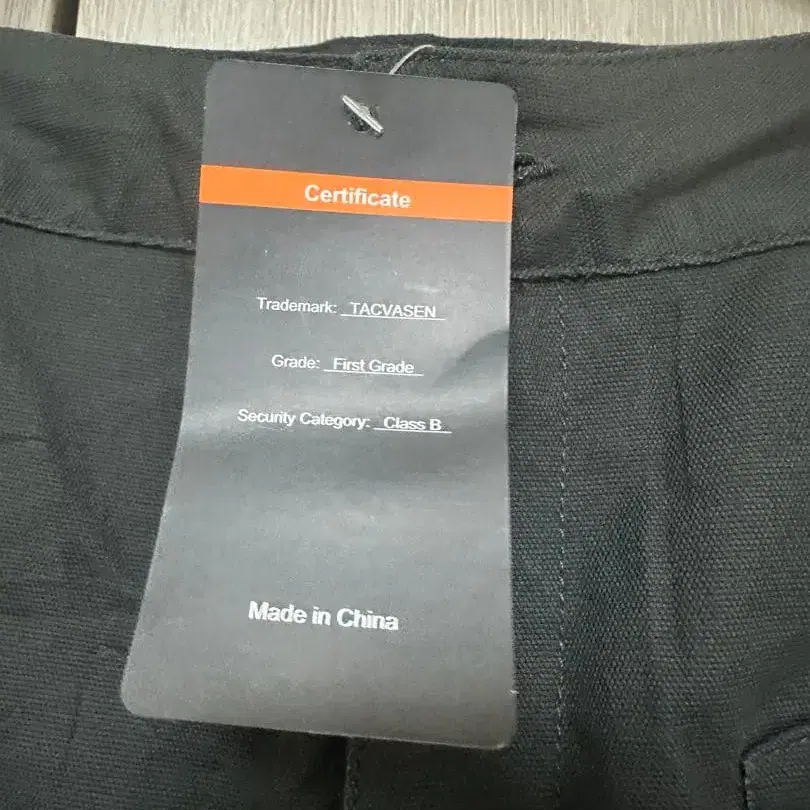 Certificate
Trademark: TACVASEN
Grade: First Grade
Security Category: Class B
Made in China